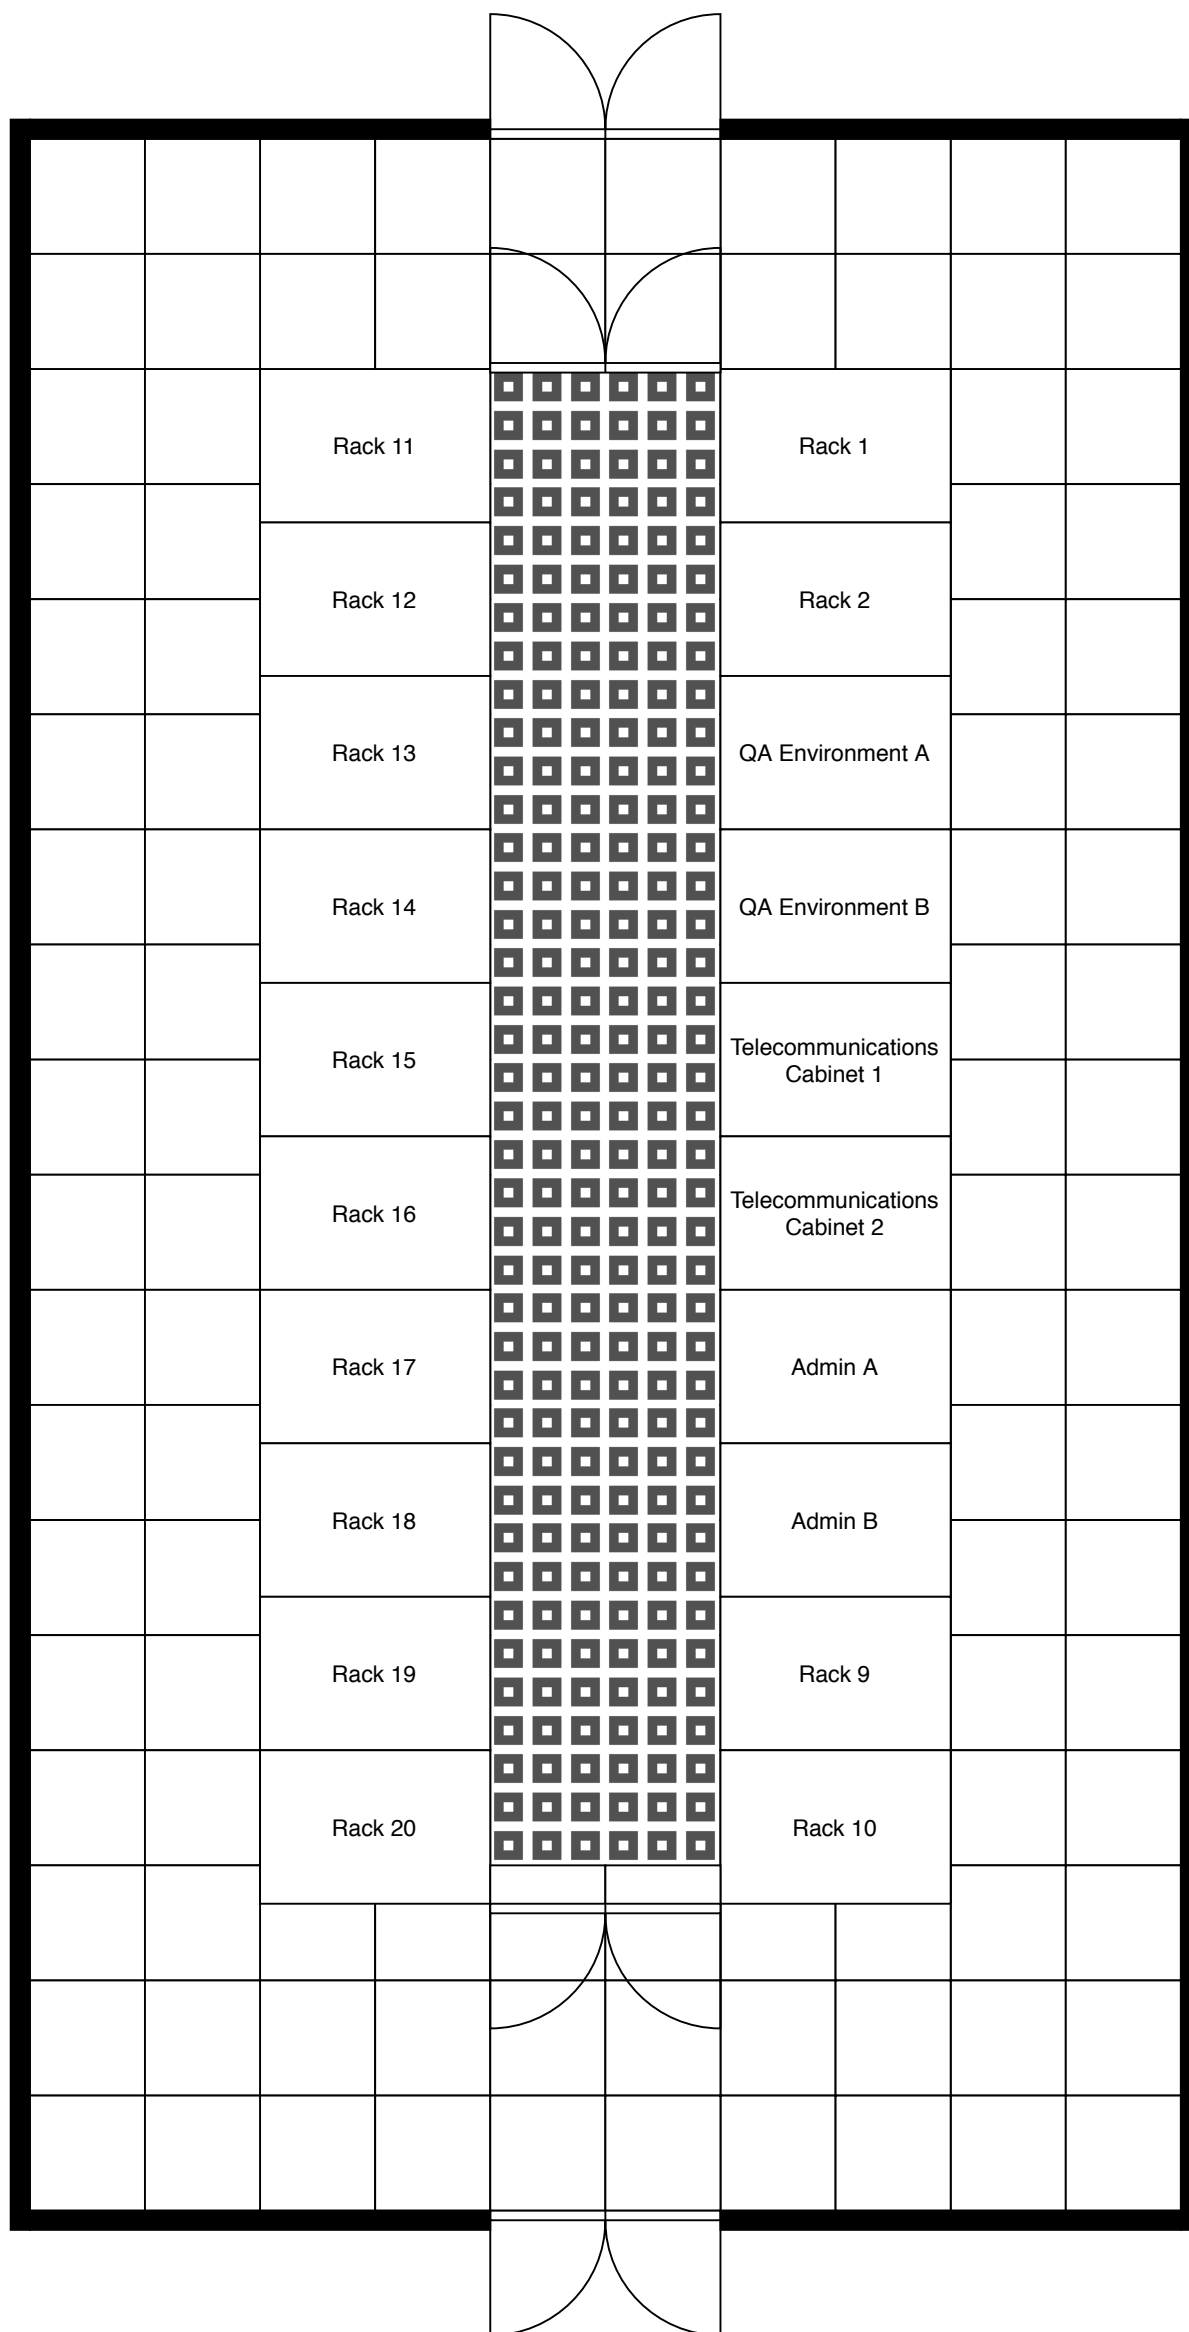 Rack 11
Rack 1
Rack 12
Rack 2
Rack 13
QA Environment A
Rack 14
QA Environment B
Rack 15
Telecommunications
Cabinet 1
Rack 16
Telecommunications
Cabinet 2
Rack 17
Admin A
Rack 18
Admin B
Rack 19
Rack 9
Rack 20
Rack 10